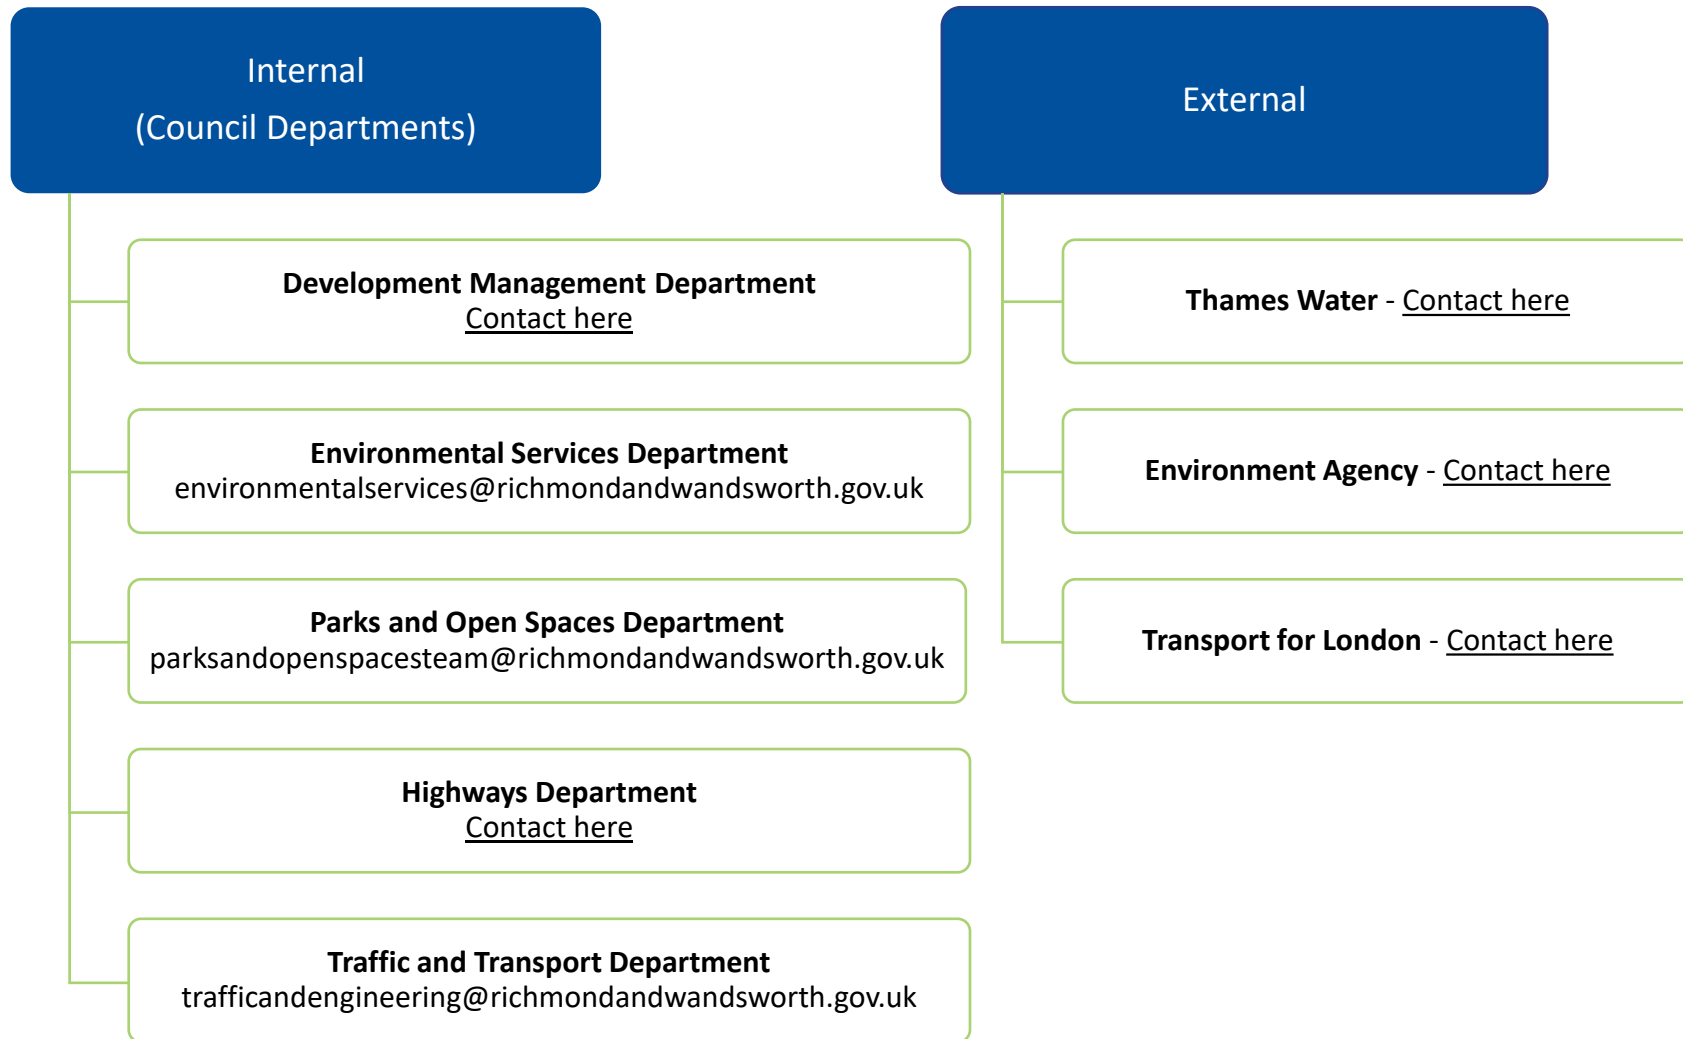 Internal
(Council Departments)
Development Management Department
Contact here
Environmental Services Department
environmentalservices@richmondandwandsworth.gov.uk
Parks and Open Spaces Department
parksandopenspacesteam@richmondandwandsworth.gov.uk
Highways Department
Contact here
Traffic and Transport Department
trafficandengineering@richmondandwandsworth.gov.uk
External
Thames Water - Contact here
Environment Agency - Contact here
Transport for London - Contact here